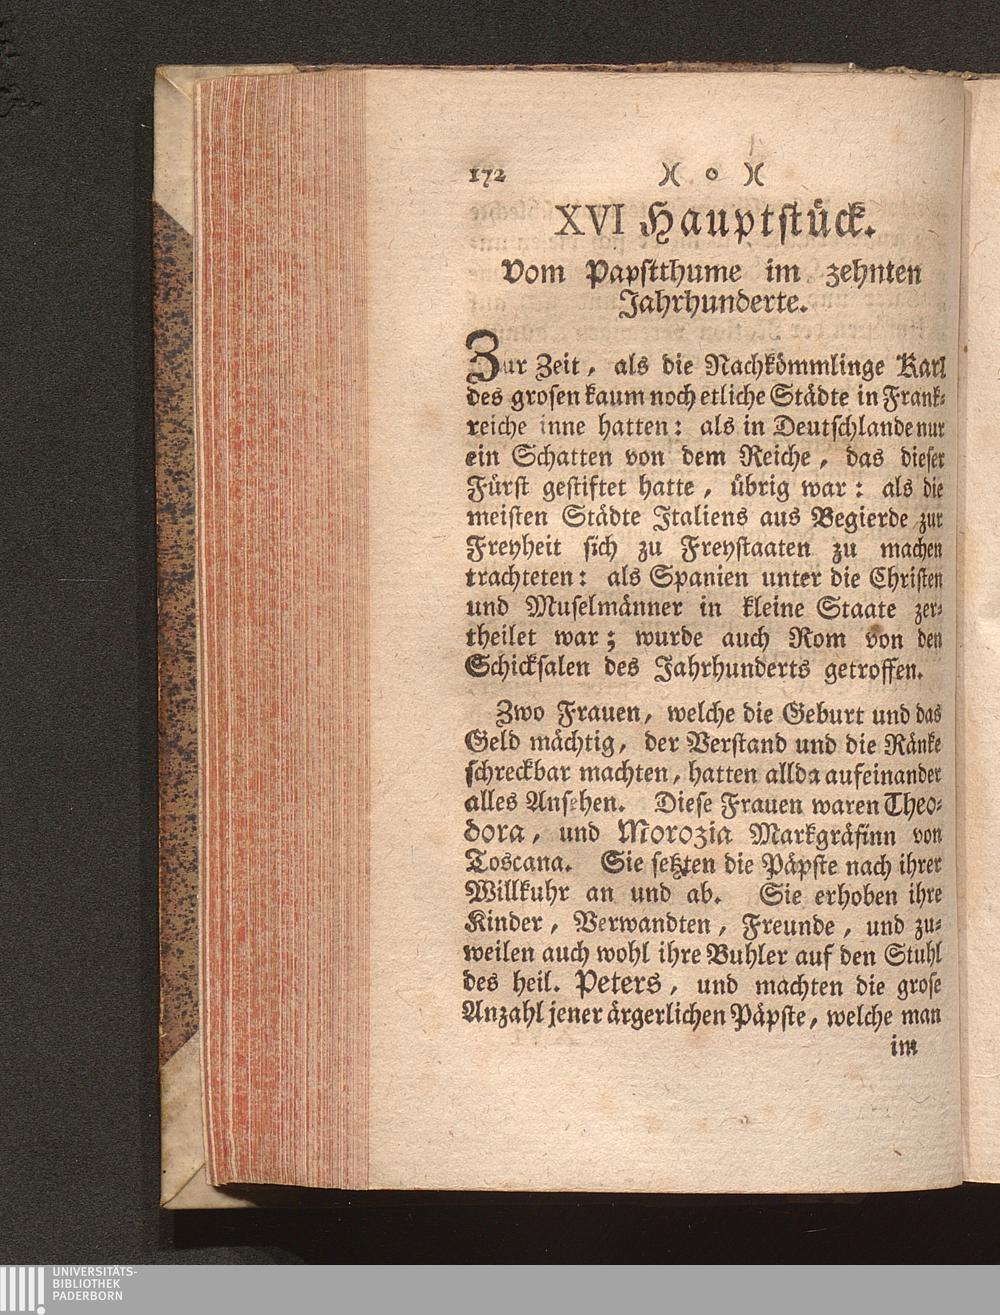 172 )( o )(
XVI Hauptstück.
Vom Papstthume im zehnten
Jahrhunderte.
Zur Zeit, als die Nachkömmlinge Karl
des grosen kaum noch etliche Städte in Frank-
reiche inne hatten: als in Deutschlande nur
ein Schatten von dem Reiche, das dieser
Fürst gestiftet hatte, übrig war: als die
meisten Städte Italiens aus Begierde zur
Freyheit sich zu Freystaaten zu machen
trachteten: als Spanien unter die Christen
und Muselmänner in kleine Staate zer-
theilet war; wurde auch Rom von den
Schicksalen des Jahrhunderts getroffen.
Zwo Frauen, welche die Geburt und das
Geld mächtig, der Verstand und die Ränke
schreckbar machten, hatten allda aufeinander
alles Ansehen. Diese Frauen waren Theo-
dora, und Morozia Markgräfinn von
Toscana. Sie setzten die Päpste nach ihrer
Willkuhr an und ab. Sie erhoben ihre
Kinder, Verwandten, Freunde, und zu-
weilen auch wohl ihre Buhler auf den Stuhl
des heil. Peters, und machten die grose
Anzahl jener ärgerlichen Päpste, welche man
im
UNIVERSITÄTS-
BIBLIOTHEK
PADERBORN